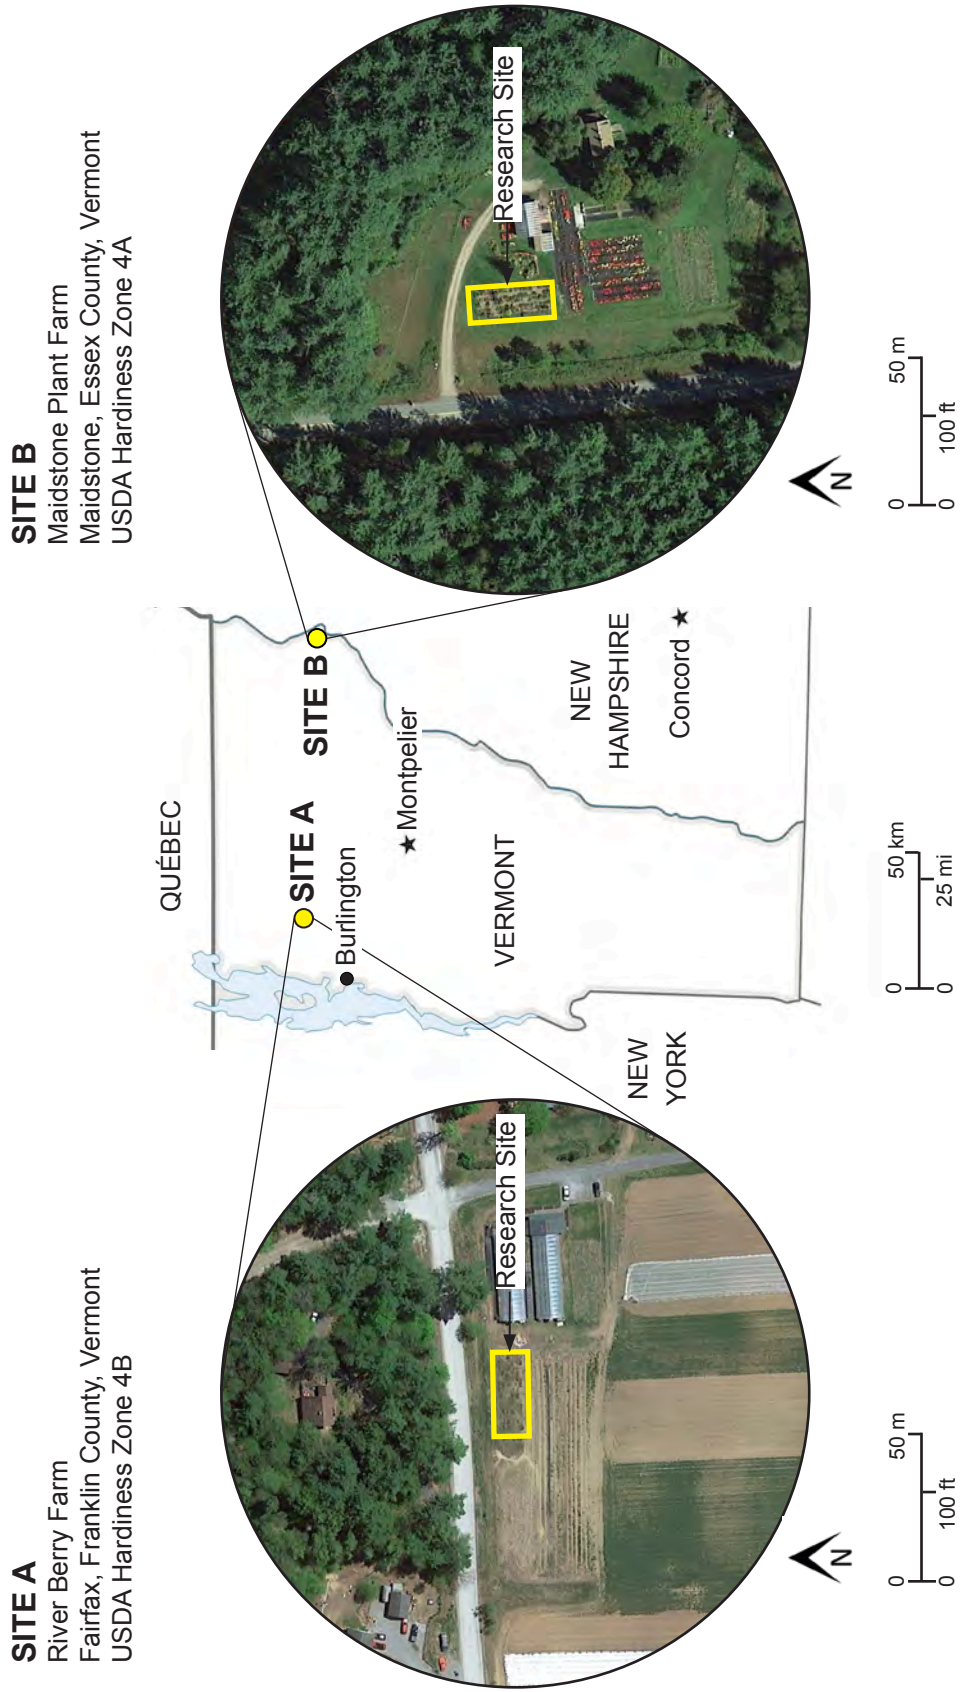 SITE A
River Berry Farm
Fairfax, Franklin County, Vermont
USDA Hardiness Zone 4B
Research Site
N
0
50 m
0
100 ft
QUÉBEC
SITE A
Burlington
SITE B
Montpelier
VERMONT
NEW
HAMPSHIRE
Concord
NEW
YORK
0
50 km
0
25 mi
SITE B
Maidstone Plant Farm
Maidstone, Essex County, Vermont
USDA Hardiness Zone 4A
Research Site
N
0
50 m
0
100 ft